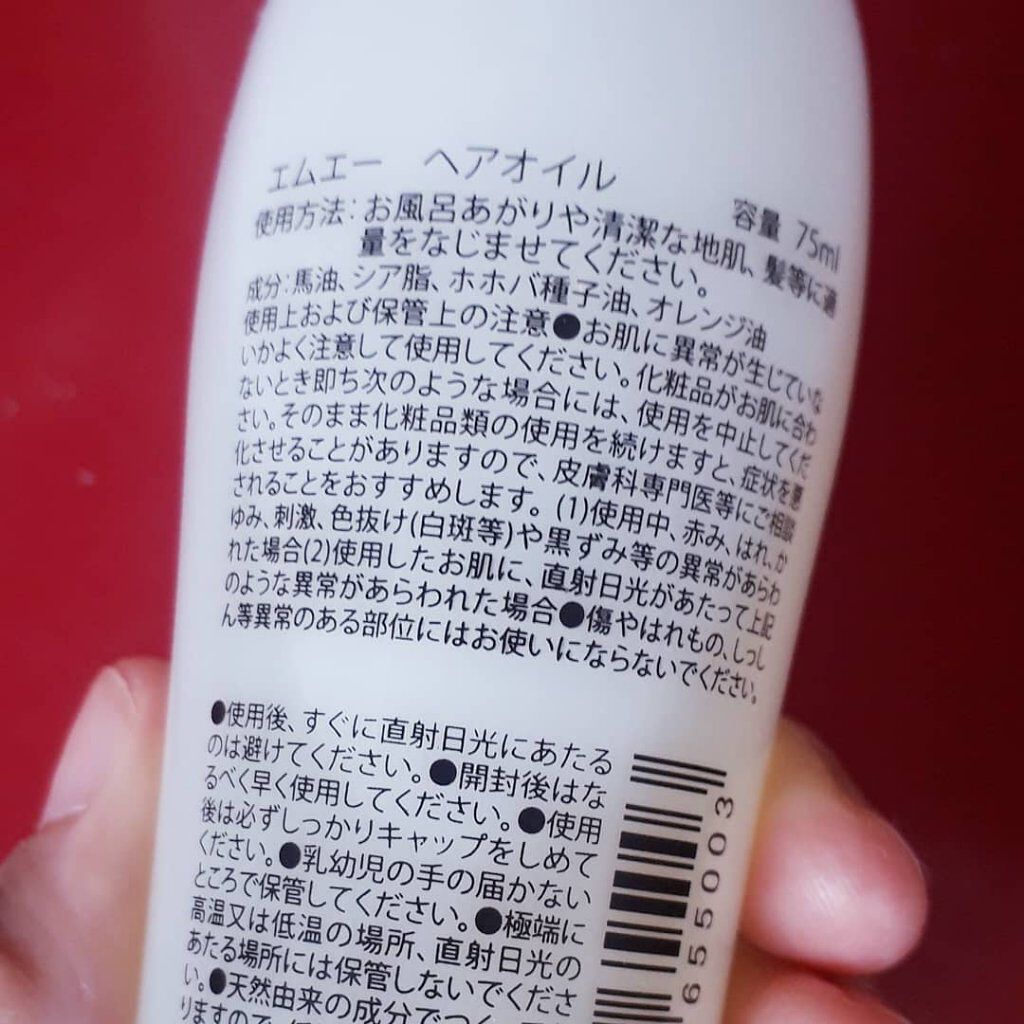 エムエー　ヘアオイル
容量 75ml
使用方法：お風呂あがりや清潔な地肌、髪等に適
量をなじませてください。
成分：馬油、シア脂、ホホバ種子油、オレンジ油
使用上および保管上の注意●お肌に異常が生じていな
いかよく注意して使用してください。化粧品がお肌に合わ
ないとき即ち次のような場合には、使用を中止してくだ
さい。そのまま化粧品類の使用を続けますと、症状を悪
化させることがありますので、皮膚科専門医等にご相談
されることをおすすめします。(1)使用中、赤み、はれ、か
ゆみ、刺激、色抜け(白斑等)や黒ずみ等の異常があらわ
れた場合(2)使用したお肌に、直射日光があたって上記
のような異常があらわれた場合●傷やはれもの、しっし
ん等異常のある部位にはお使いにならないでください。
●使用後、すぐに直射日光にあたる
のは避けてください。●開封後はな
るべく早く使用してください。●使用
後は必ずしっかりキャップをしめて
ください。●乳幼児の手の届かない
ところで保管してください。●極端に
高温又は低温の場所、直射日光の
あたる場所には保管しないでくださ
い。●天然由来の成分でつく
りますので
655003